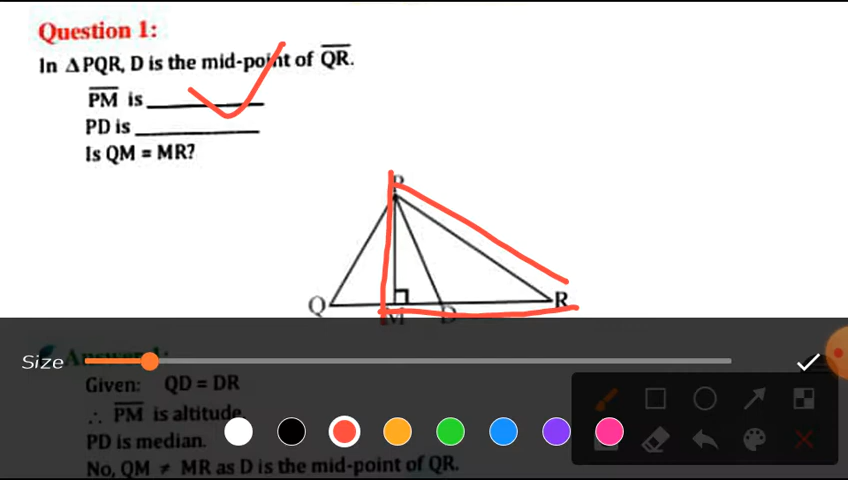 Question 1:
In ΔPQR, D is the mid-point of QR.
PM is
PD is
Is QM = MR?
P
Q
M
D
R
Size
Given: QD = DR
∴ PM is altitude.
PD is median.
No, QM ≠ MR as D is the mid-point of QR.